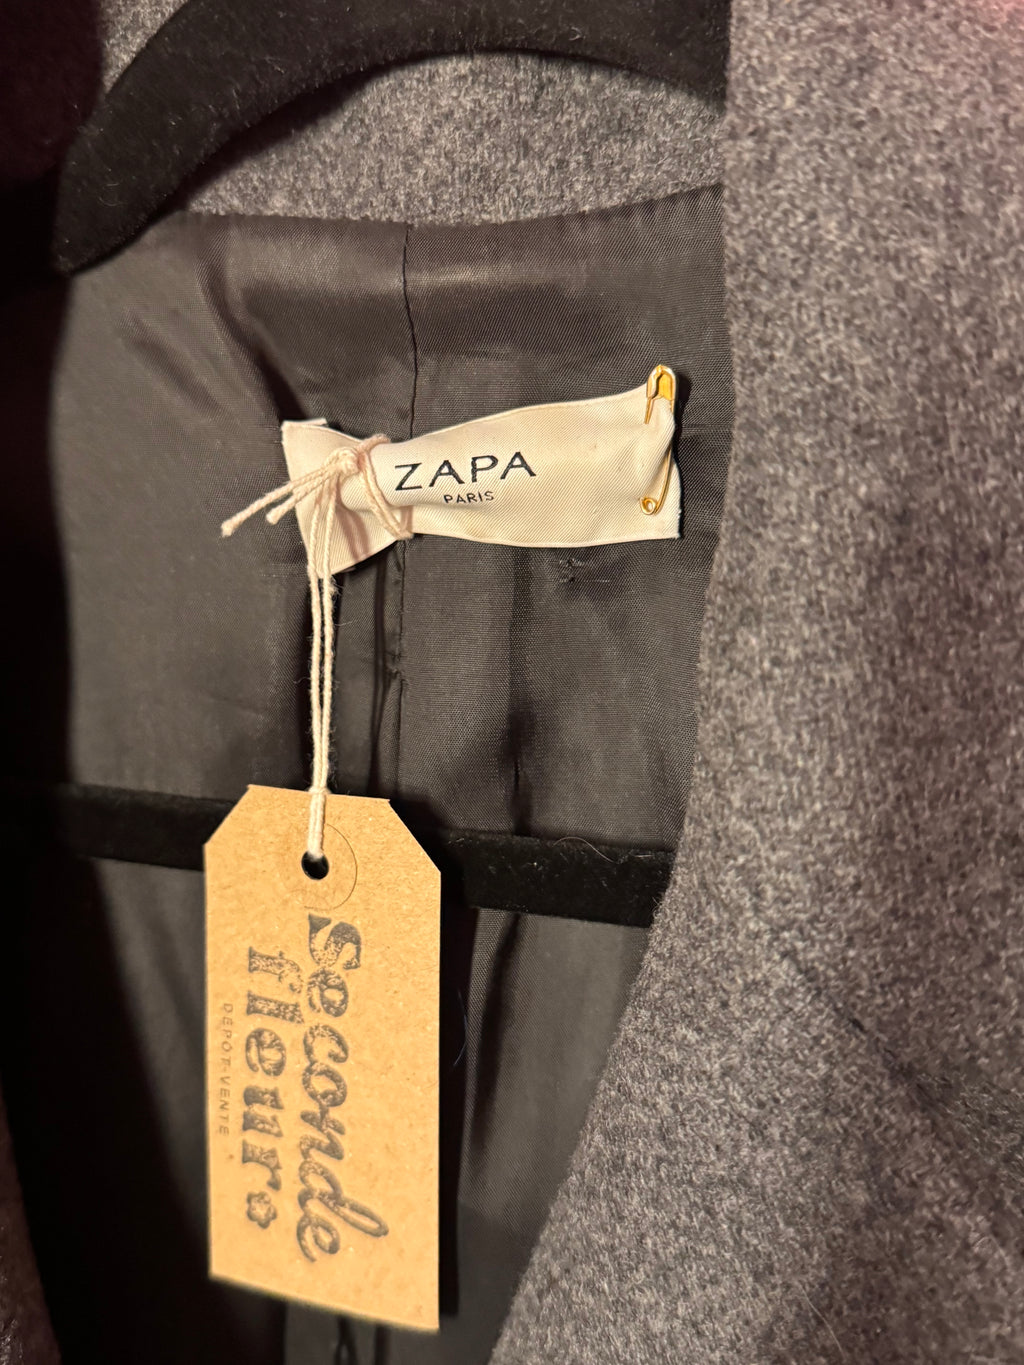 ZAPA
PARIS
Seconde
fleur
DÉPÔT-VENTE